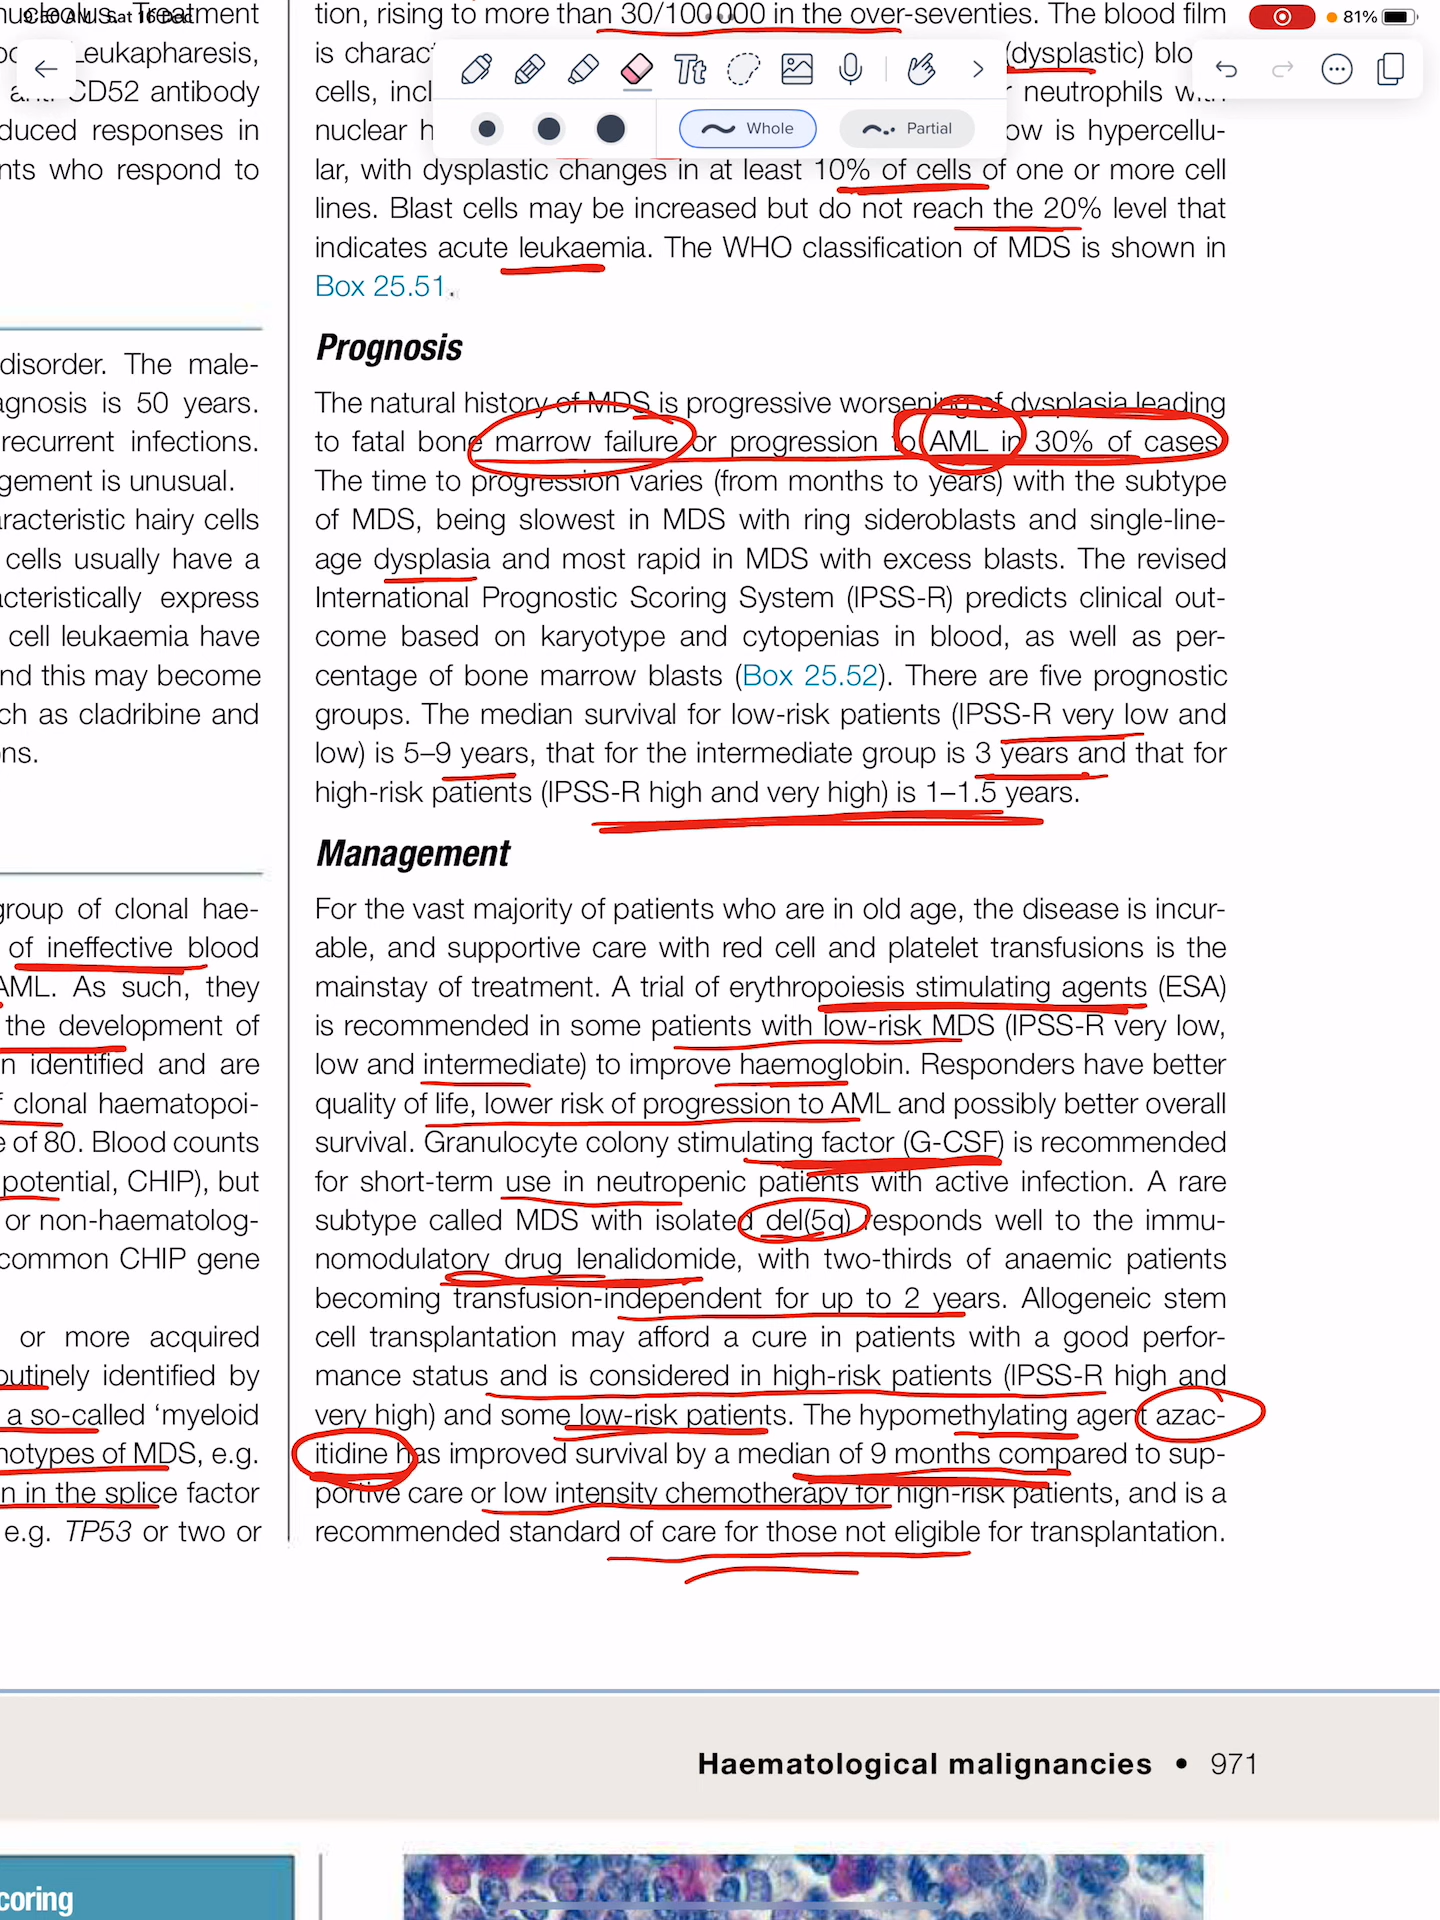 nucleolus. Treatment
Leukapharesis,
CD52 antibody
duced responses in
nts who respond to
disorder. The male-
agnosis is 50 years.
recurrent infections.
gement is unusual.
aracteristic hairy cells
cells usually have a
acteristically express
cell leukaemia have
nd this may become
ch as cladribine and
ons.
group of clonal hae-
of ineffective blood
AML. As such, they
the development of
n identified and are
f clonal haematopoi-
e of 80. Blood counts
potential, CHIP), but
or non-haematolog-
common CHIP gene
or more acquired
outinely identified by
a so-called ‘myeloid
notypes of MDS, e.g.
n in the splice factor
e.g. TP53 or two or
tion, rising to more than 30/100 000 in the over-seventies. The blood film
is charact (dysplastic) bloo
cells, incl neutrophils with
nuclear h ow is hypercellu-
lar, with dysplastic changes in at least 10% of cells of one or more cell
lines. Blast cells may be increased but do not reach the 20% level that
indicates acute leukaemia. The WHO classification of MDS is shown in
Box 25.51.
Prognosis
The natural history of MDS is progressive worsening of dysplasia leading
to fatal bone marrow failure or progression to AML in 30% of cases.
The time to progression varies (from months to years) with the subtype
of MDS, being slowest in MDS with ring sideroblasts and single-line-
age dysplasia and most rapid in MDS with excess blasts. The revised
International Prognostic Scoring System (IPSS-R) predicts clinical out-
come based on karyotype and cytopenias in blood, as well as per-
centage of bone marrow blasts (Box 25.52). There are five prognostic
groups. The median survival for low-risk patients (IPSS-R very low and
low) is 5–9 years, that for the intermediate group is 3 years and that for
high-risk patients (IPSS-R high and very high) is 1–1.5 years.
Management
For the vast majority of patients who are in old age, the disease is incur-
able, and supportive care with red cell and platelet transfusions is the
mainstay of treatment. A trial of erythropoiesis stimulating agents (ESA)
is recommended in some patients with low-risk MDS (IPSS-R very low,
low and intermediate) to improve haemoglobin. Responders have better
quality of life, lower risk of progression to AML and possibly better overall
survival. Granulocyte colony stimulating factor (G-CSF) is recommended
for short-term use in neutropenic patients with active infection. A rare
subtype called MDS with isolated del(5q) responds well to the immu-
nomodulatory drug lenalidomide, with two-thirds of anaemic patients
becoming transfusion-independent for up to 2 years. Allogeneic stem
cell transplantation may afford a cure in patients with a good perfor-
mance status and is considered in high-risk patients (IPSS-R high and
very high) and some low-risk patients. The hypomethylating agent azac-
itidine has improved survival by a median of 9 months compared to sup-
portive care or low intensity chemotherapy for high-risk patients, and is a
recommended standard of care for those not eligible for transplantation.
Haematological malignancies • 971
coring
81%
Tt
Whole
Partial